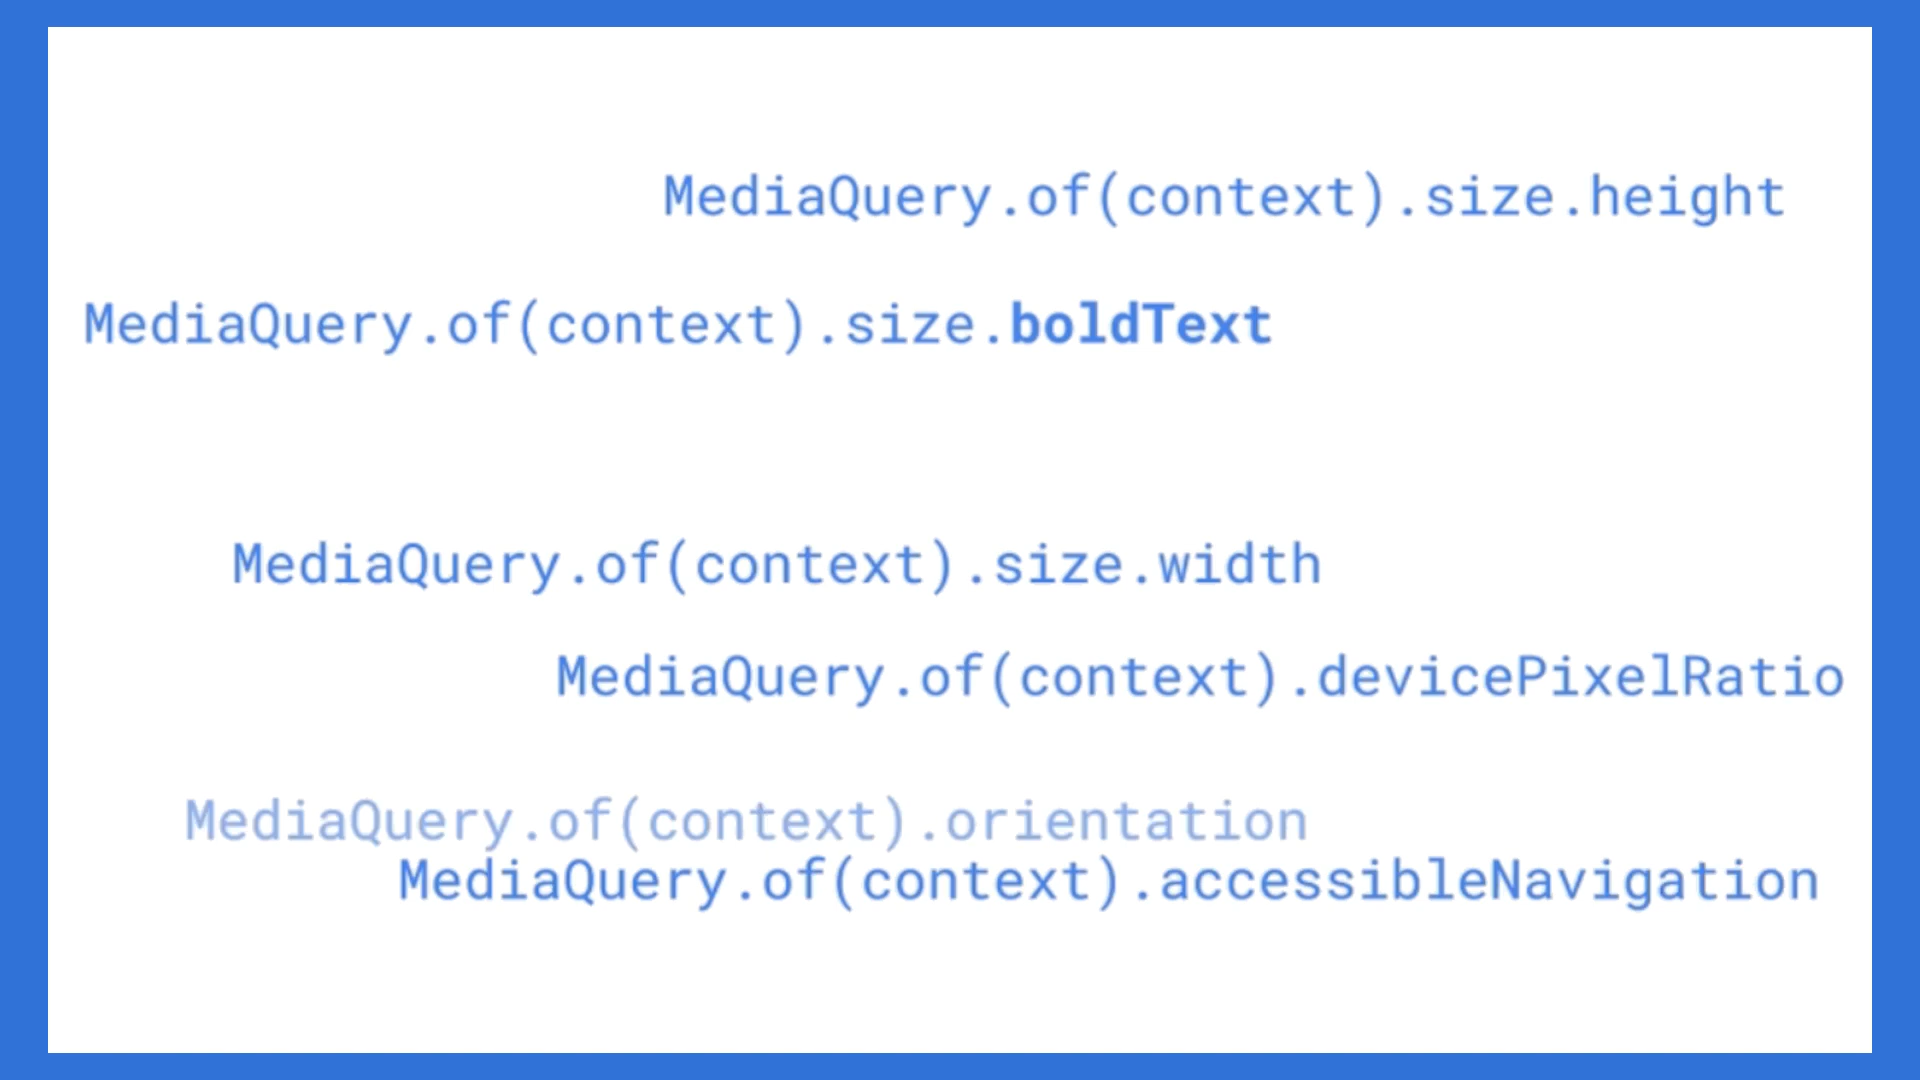 MediaQuery.of(context).size.height
MediaQuery.of(context).size.boldText
MediaQuery.of(context).size.width
MediaQuery.of(context).devicePixelRatio
MediaQuery.of(context).orientation
MediaQuery.of(context).accessibleNavigation